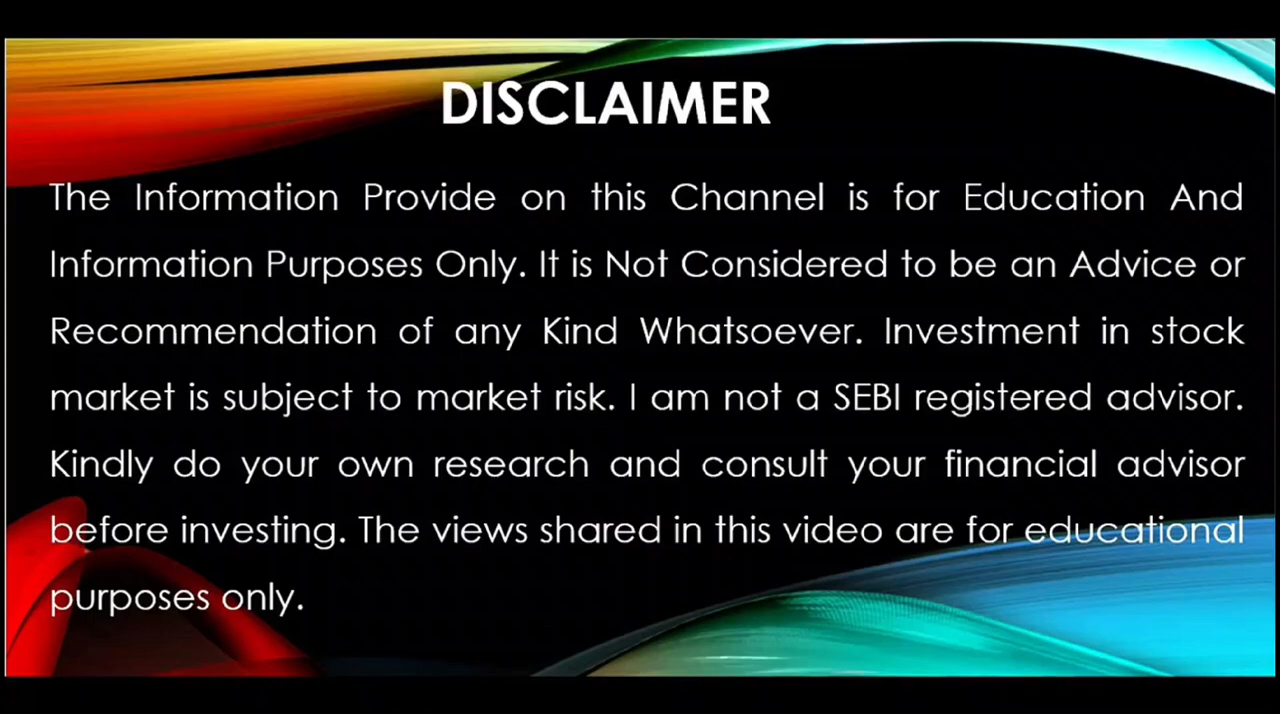 DISCLAIMER
The Information Provide on this Channel is for Education And
Information Purposes Only. It is Not Considered to be an Advice or
Recommendation of any Kind Whatsoever. Investment in stock
market is subject to market risk. I am not a SEBI registered advisor.
Kindly do your own research and consult your financial advisor
before investing. The views shared in this video are for educational
purposes only.